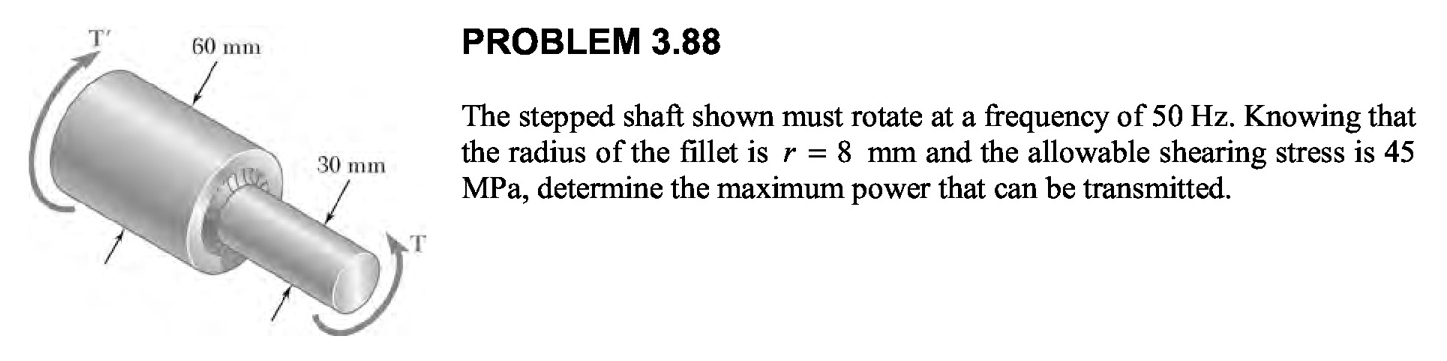 T′
60 mm
30 mm
T
PROBLEM 3.88
The stepped shaft shown must rotate at a frequency of 50 Hz. Knowing that
the radius of the fillet is r = 8 mm and the allowable shearing stress is 45
MPa, determine the maximum power that can be transmitted.